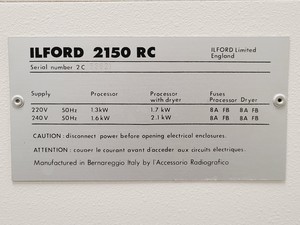 ILFORD 2150 RC
ILFORD Limited
England
Serial number 2 C
Supply Processor Processor with dryer Fuses Processor Dryer
220V 50Hz 1.3kW 1.7 kW 8A FB 8A FB
240V 50Hz 1.6 kW 2.1 kW 8A FB 8A FB
CAUTION : disconnect power before opening electrical enclosures.
ATTENTION : couper le courant avant d'acceder aux circuits électriques.
Manufactured in Bernareggio Italy by l'Accessorio Radiografico